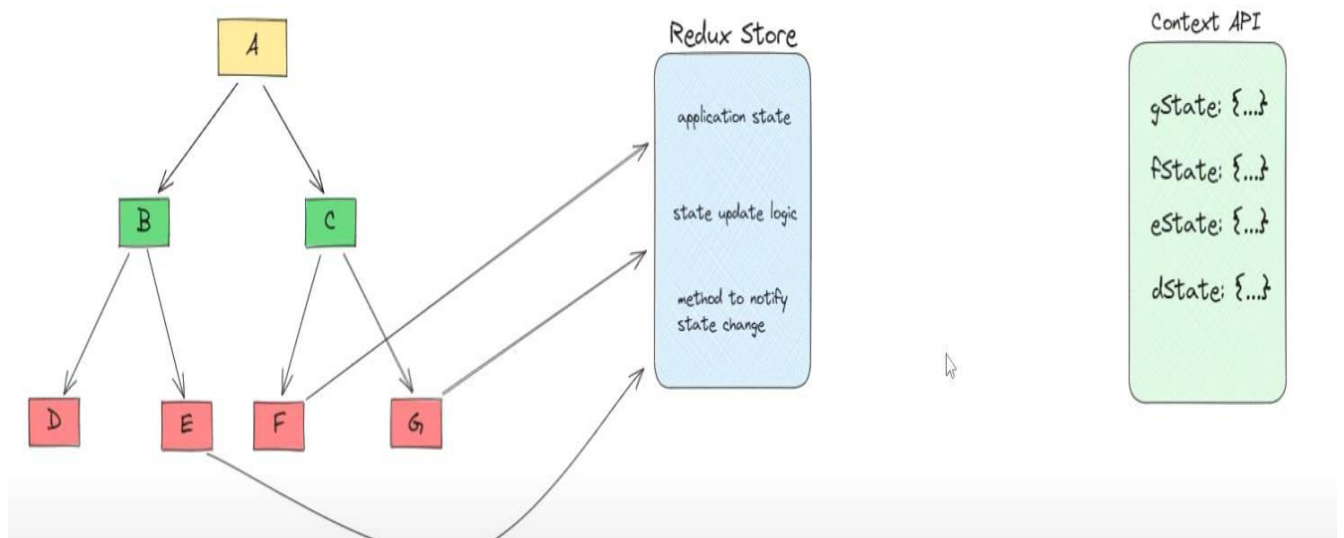 A
B
C
D
E
F
G
Redux Store
application state
state update logic
method to notify
state change
Context API
gState: {...}
fState: {...}
eState: {...}
dState: {...}